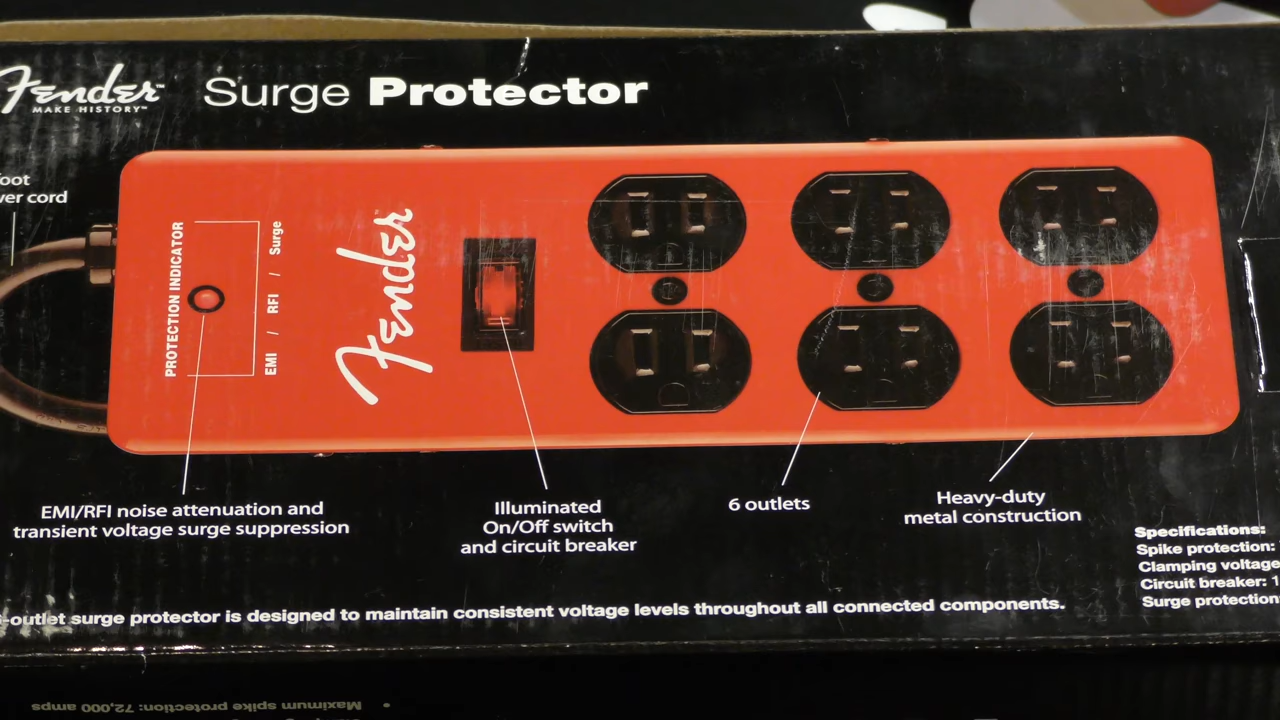 Fender™
MAKE HISTORY™
Surge Protector
oot
ver cord
PROTECTION INDICATOR
EMI / RFI / Surge
Fender
EMI/RFI noise attenuation and
transient voltage surge suppression
Illuminated
On/Off switch
and circuit breaker
6 outlets
Heavy-duty
metal construction
Specifications:
Spike protection:
Clamping voltage
Circuit breaker: 1
Surge protection
-outlet surge protector is designed to maintain consistent voltage levels throughout all connected components.
• Maximum spike protection: 72,000 amps